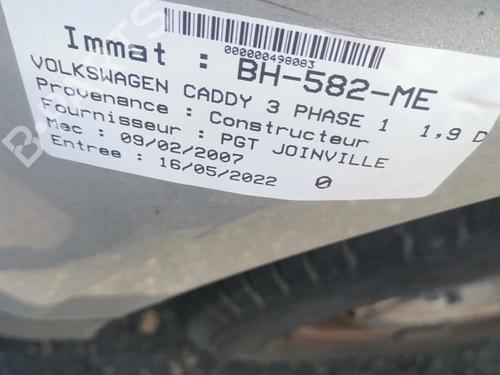 Immat : BH-582-ME
000000498083
VOLKSWAGEN CADDY 3 PHASE 1 1,9 D
Provenance : Constructeur
Fournisseur : PGT JOINVILLE
Mec : 09/02/2007
Entree : 16/05/2022 0